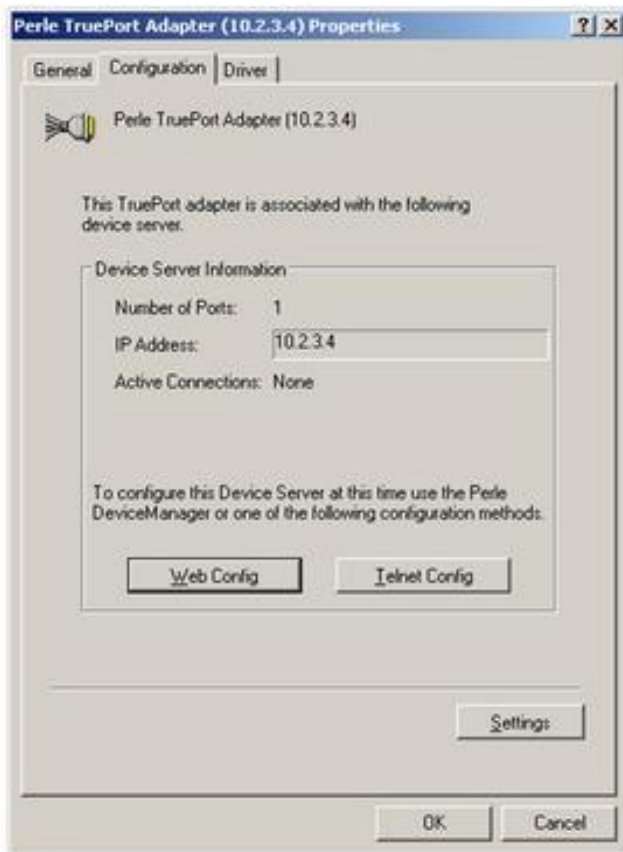 Perle TruePort Adapter (10.2.3.4) Properties
General Configuration Driver
Perle TruePort Adapter (10.2.3.4)
This TruePort adapter is associated with the following
device server.
Device Server Information
Number of Ports: 1
IP Address: 10.2.3.4
Active Connections: None
To configure this Device Server at this time use the Perle
DeviceManager or one of the following configuration methods.
Web Config Telnet Config
Settings
OK Cancel